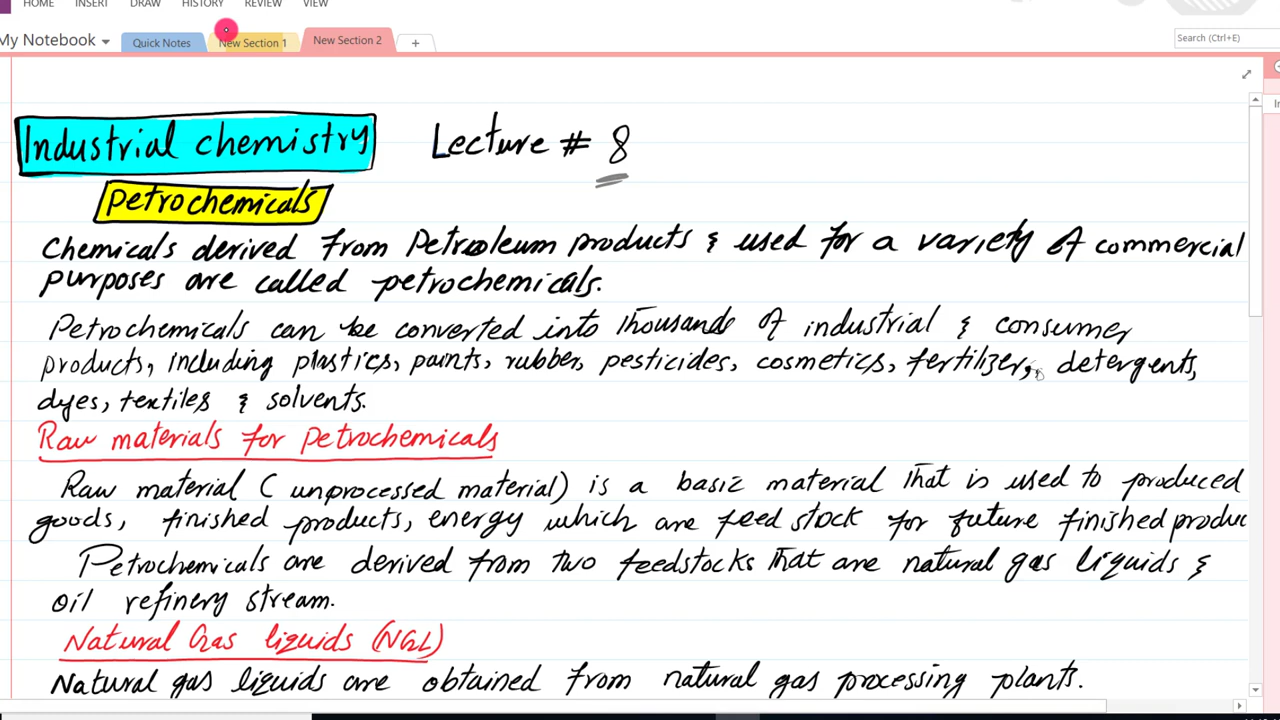 HOME INSERT DRAW HISTORY REVIEW VIEW
My Notebook Quick Notes New Section 1 New Section 2 +
Search (Ctrl+E)
Industrial chemistry Lecture # 8
Petrochemicals
Chemicals derived from Petroleum products & used for a variety of commercial
purposes are called petrochemicals.
Petrochemicals can be converted into thousands of industrial & consumer
products, including plastics, paints, rubber, pesticides, cosmetics, fertilizer, detergents,
dyes, textiles & solvents.
Raw materials for petrochemicals
Raw material ( unprocessed material) is a basic material that is used to produced
goods, finished products, energy which are feed stock for future finished produc
Petrochemicals are derived from two feedstocks that are natural gas liquids &
oil refinery stream.
Natural Gas liquids (NGL)
Natural gas liquids are obtained from natural gas processing plants.